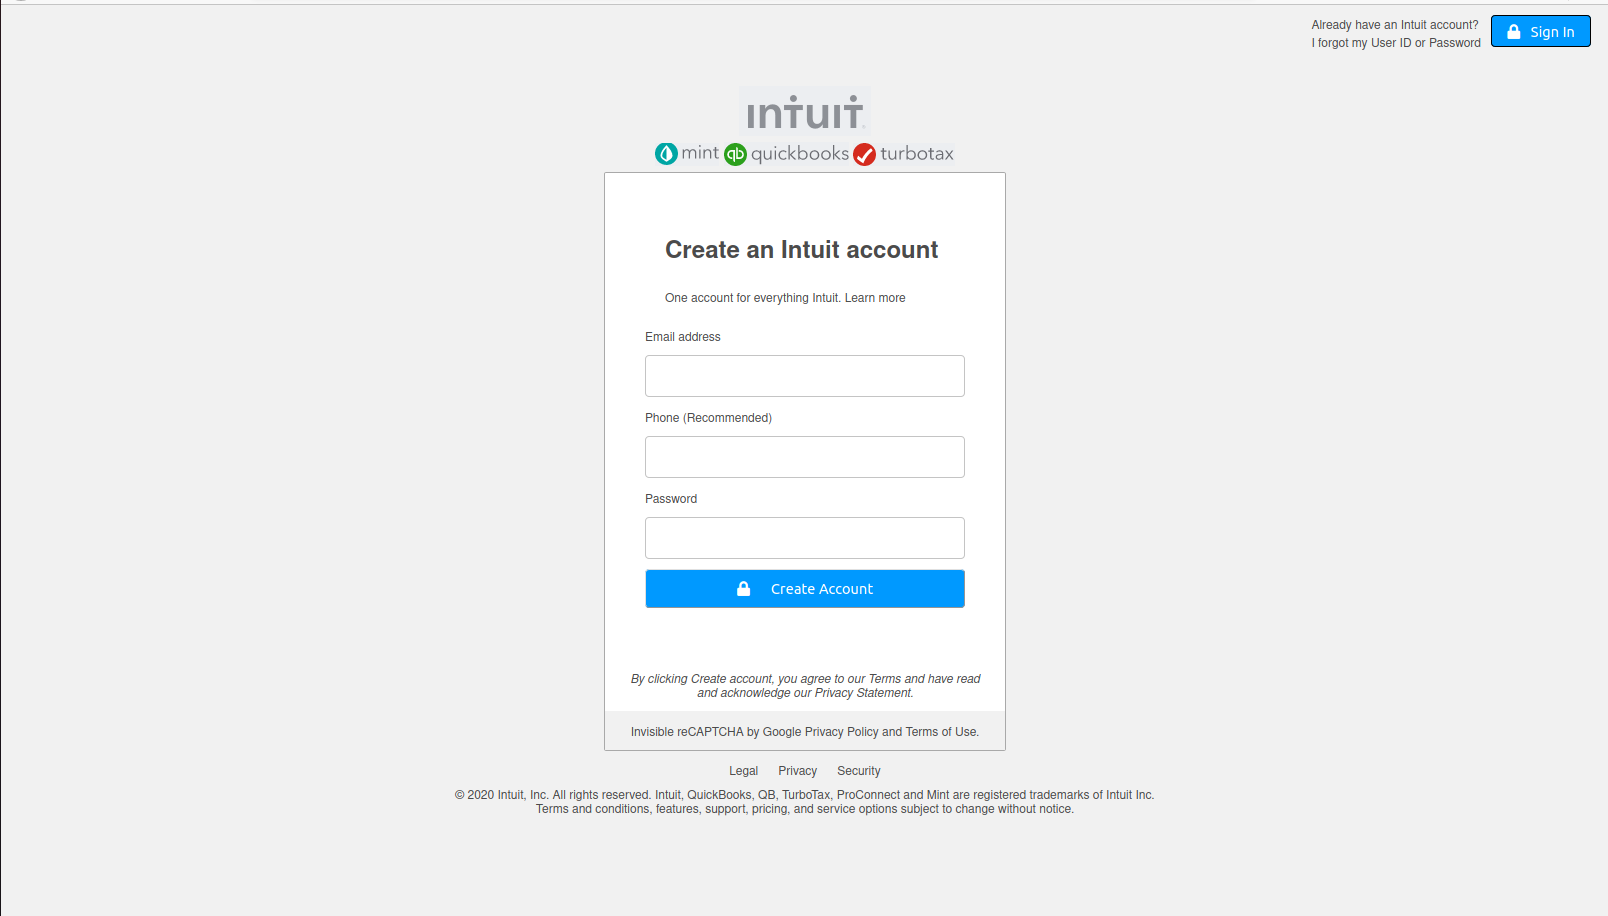 Already have an Intuit account?
I forgot my User ID or Password
Sign In
ıntuıt
mint quickbooks turbotax
Create an Intuit account
One account for everything Intuit. Learn more
Email address
Phone (Recommended)
Password
Create Account
By clicking Create account, you agree to our Terms and have read
and acknowledge our Privacy Statement.
Invisible reCAPTCHA by Google Privacy Policy and Terms of Use.
Legal Privacy Security
© 2020 Intuit, Inc. All rights reserved. Intuit, QuickBooks, QB, TurboTax, ProConnect and Mint are registered trademarks of Intuit Inc.
Terms and conditions, features, support, pricing, and service options subject to change without notice.